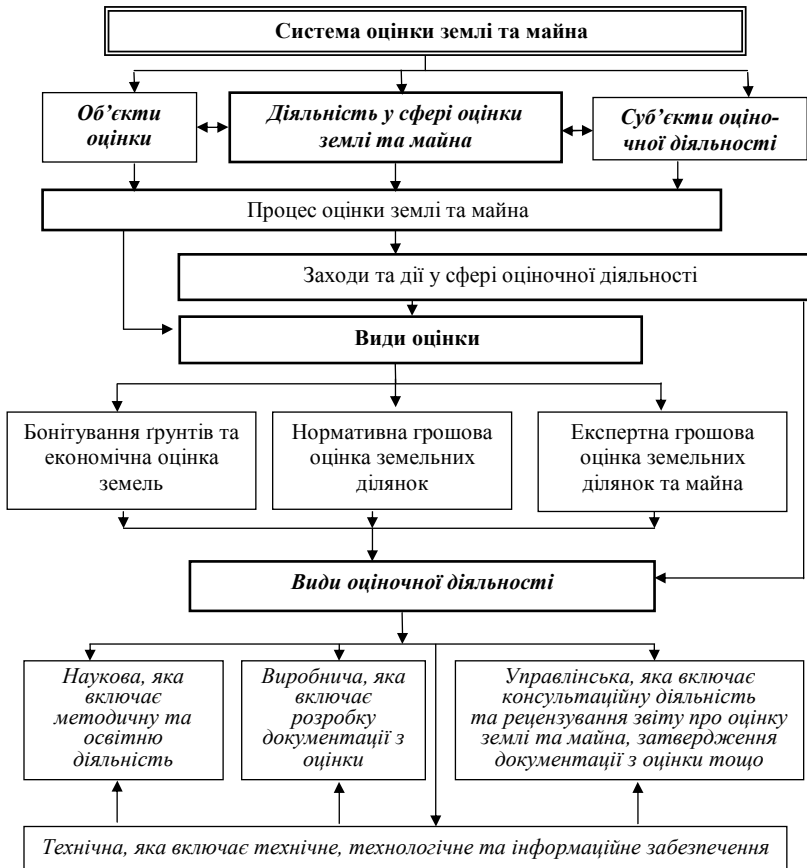 Система оцінки землі та майна
Об’єкти
оцінки
Діяльність у сфері оцінки
землі та майна
Суб’єкти оціно-
чної діяльності
Процес оцінки землі та майна
Заходи та дії у сфері оціночної діяльності
Види оцінки
Бонітування ґрунтів та
економічна оцінка
земель
Нормативна грошова
оцінка земельних
ділянок
Експертна грошова
оцінка земельних
ділянок та майна
Види оціночної діяльності
Наукова, яка
включає
методичну та
освітню
діяльність
Виробнича, яка
включає
розробку
документації з
оцінки
Управлінська, яка включає
консультаційну діяльність
та рецензування звіту про оцінку
землі та майна, затвердження
документації з оцінки тощо
Технічна, яка включає технічне, технологічне та інформаційне забезпечення